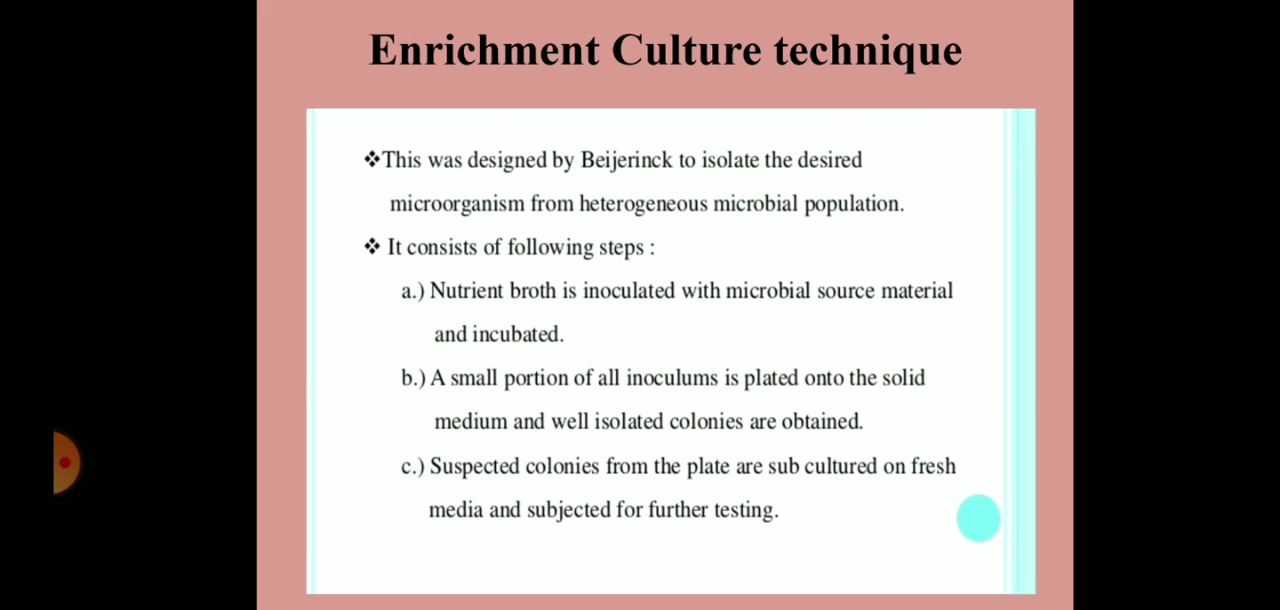 Enrichment Culture technique
❖This was designed by Beijerinck to isolate the desired
microorganism from heterogeneous microbial population.
❖ It consists of following steps :
a.) Nutrient broth is inoculated with microbial source material
and incubated.
b.) A small portion of all inoculums is plated onto the solid
medium and well isolated colonies are obtained.
c.) Suspected colonies from the plate are sub cultured on fresh
media and subjected for further testing.